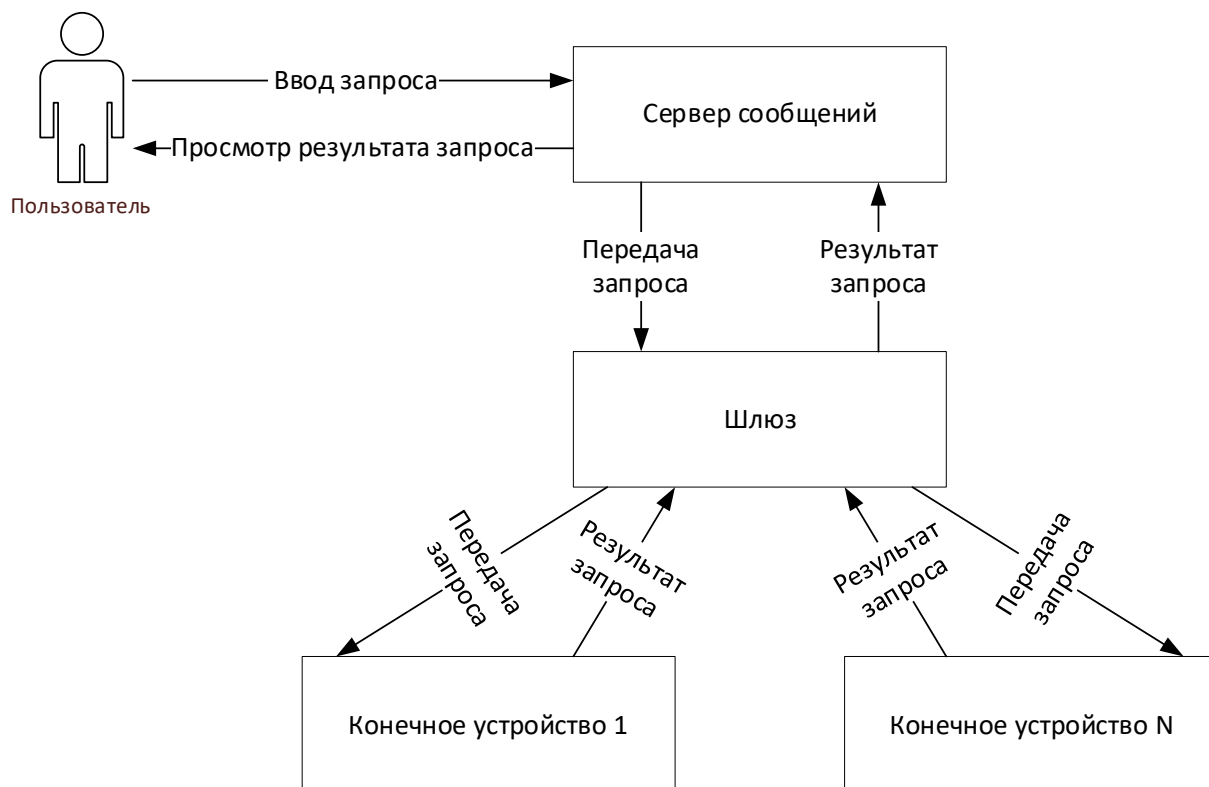 Ввод запроса
Сервер сообщений
Просмотр результата запроса
Пользователь
Передача
запроса
Результат
запроса
Шлюз
Передача
запроса
Результат
запроса
Результат
запроса
Передача
запроса
Конечное устройство 1
Конечное устройство N